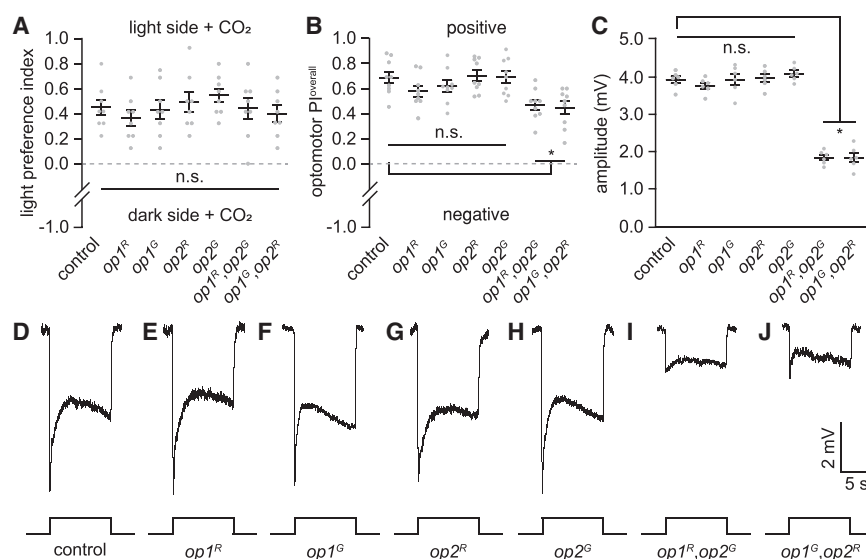 A
light side + CO₂
light preference index
1.0
0.8
0.6
0.4
0.2
0.0
-1.0
n.s.
dark side + CO₂
control
op1ᴿ
op1ᴳ
op2ᴿ
op2ᴳ
op1ᴿ,op2ᴳ
op1ᴳ,op2ᴿ
B
positive
optomotor PI^overall
1.0
0.8
0.6
0.4
0.2
0.0
-1.0
n.s.
*
negative
control
op1ᴿ
op1ᴳ
op2ᴿ
op2ᴳ
op1ᴿ,op2ᴳ
op1ᴳ,op2ᴿ
C
amplitude (mV)
5.0
4.0
3.0
2.0
1.0
0.0
n.s.
*
control
op1ᴿ
op1ᴳ
op2ᴿ
op2ᴳ
op1ᴿ,op2ᴳ
op1ᴳ,op2ᴿ
D
E
F
G
H
I
J
2 mV
5 s
control
op1ᴿ
op1ᴳ
op2ᴿ
op2ᴳ
op1ᴿ,op2ᴳ
op1ᴳ,op2ᴿ